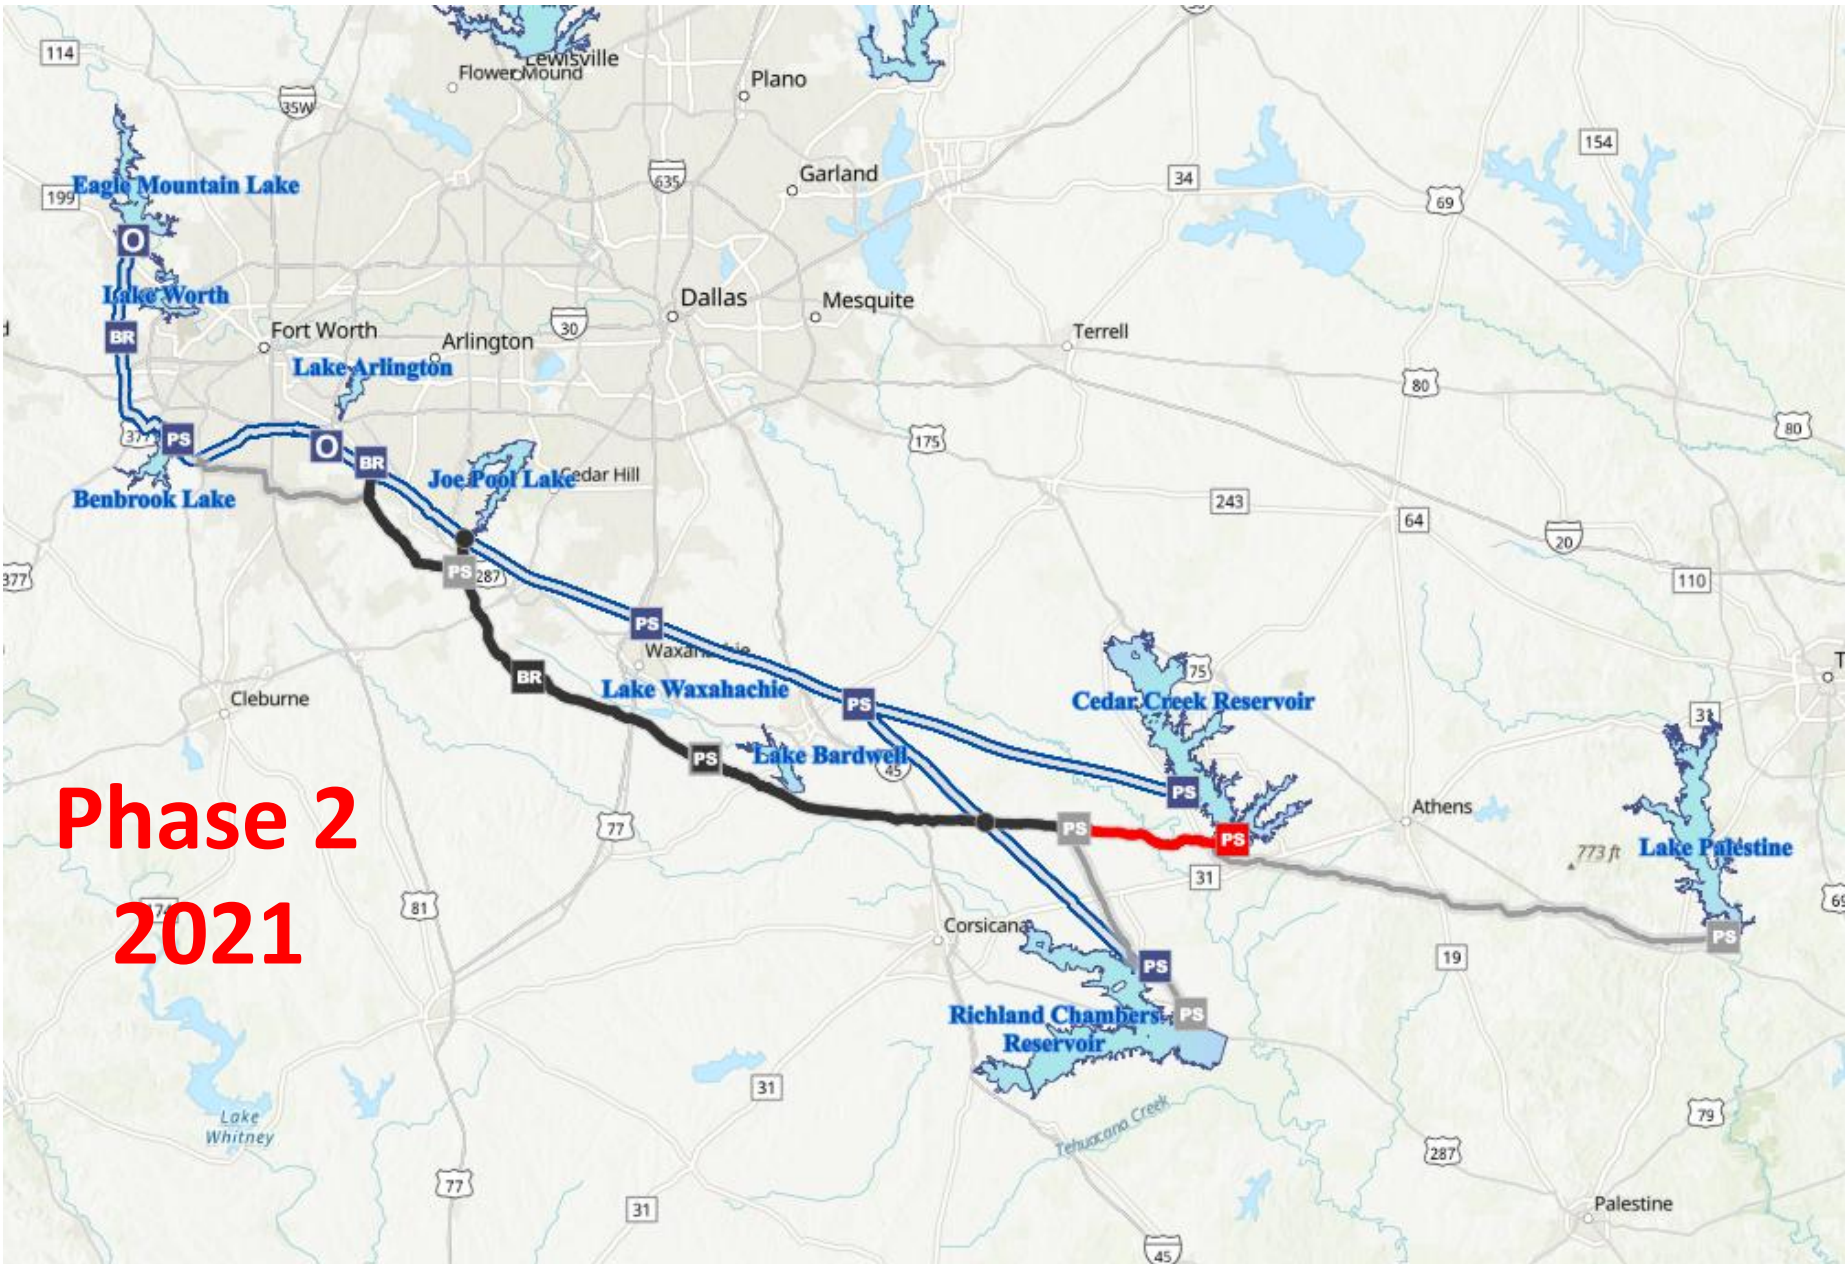 114
Lewisville
Flower Mound
Plano
35W
154
Garland
635
34
Eagle Mountain Lake
199
69
O
Dallas
Mesquite
Lake Worth
30
Terrell
BR
Fort Worth
Arlington
Lake Arlington
80
80
377
PS
O
175
BR
Joe Pool Lake
Cedar Hill
Benbrook Lake
243
64
20
377
PS
287
110
PS
Waxahachie
75
BR
Lake Waxahachie
Cleburne
PS
Cedar Creek Reservoir
31
Lake Bardwell
PS
45
PS
Athens
Phase 2
77
PS
PS
773 ft
Lake Palestine
31
2021
174
81
69
Corsicana
PS
19
PS
Richland Chambers
Reservoir
PS
31
Lake
Whitney
Tehuacana Creek
79
287
77
31
Palestine
45